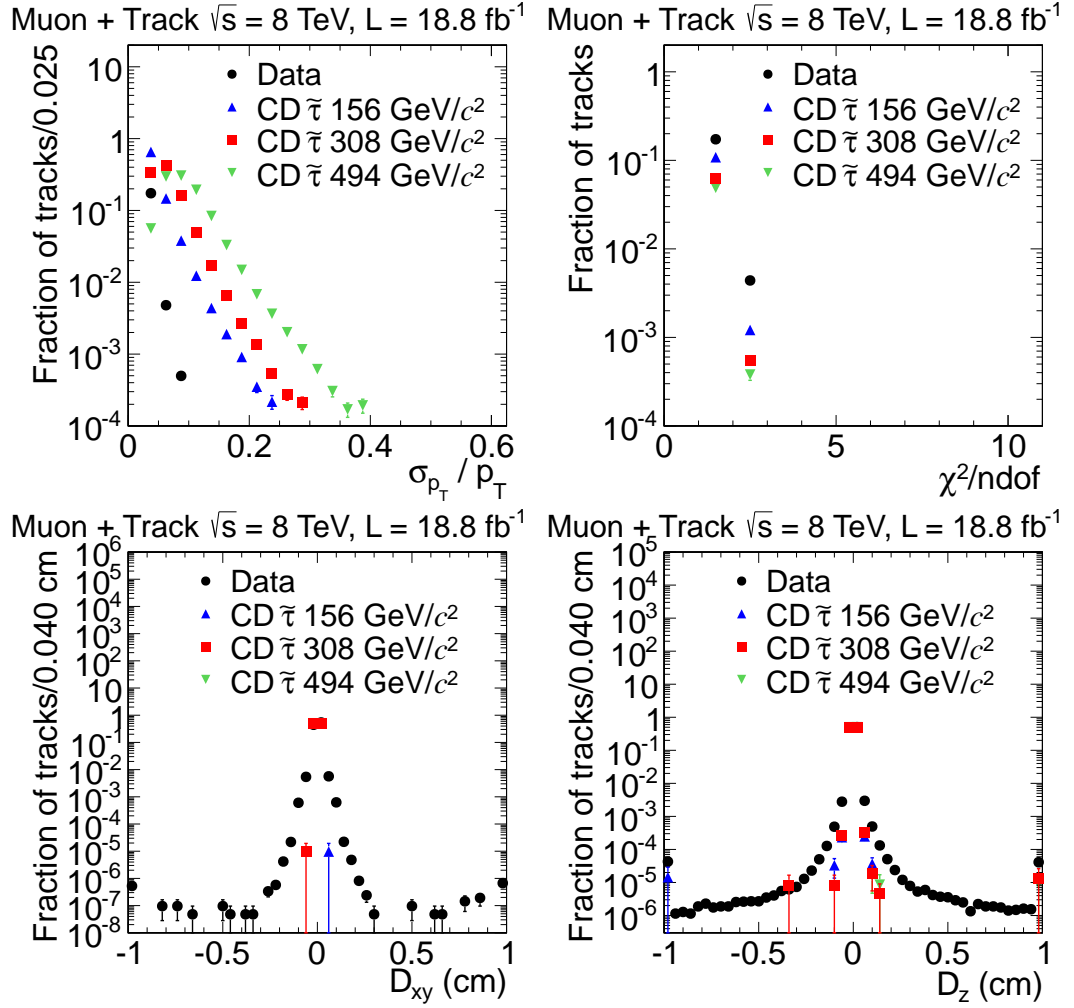 Muon + Track √s = 8 TeV, L = 18.8 fb⁻¹
Fraction of tracks/0.025
10
1
10⁻¹
10⁻²
10⁻³
10⁻⁴
Data
CD τ̃ 156 GeV/c²
CD τ̃ 308 GeV/c²
CD τ̃ 494 GeV/c²
0 0.2 0.4 0.6
σ_pT / p_T
Muon + Track √s = 8 TeV, L = 18.8 fb⁻¹
Fraction of tracks
1
10⁻¹
10⁻²
10⁻³
10⁻⁴
Data
CD τ̃ 156 GeV/c²
CD τ̃ 308 GeV/c²
CD τ̃ 494 GeV/c²
0 5 10
χ²/ndof
Muon + Track √s = 8 TeV, L = 18.8 fb⁻¹
Fraction of tracks/0.040 cm
10⁶
10⁵
10⁴
10³
10²
10
1
10⁻¹
10⁻²
10⁻³
10⁻⁴
10⁻⁵
10⁻⁶
10⁻⁷
10⁻⁸
Data
CD τ̃ 156 GeV/c²
CD τ̃ 308 GeV/c²
CD τ̃ 494 GeV/c²
-1 -0.5 0 0.5 1
D_xy (cm)
Muon + Track √s = 8 TeV, L = 18.8 fb⁻¹
Fraction of tracks/0.040 cm
10⁵
10⁴
10³
10²
10
1
10⁻¹
10⁻²
10⁻³
10⁻⁴
10⁻⁵
10⁻⁶
Data
CD τ̃ 156 GeV/c²
CD τ̃ 308 GeV/c²
CD τ̃ 494 GeV/c²
-1 -0.5 0 0.5 1
D_z (cm)